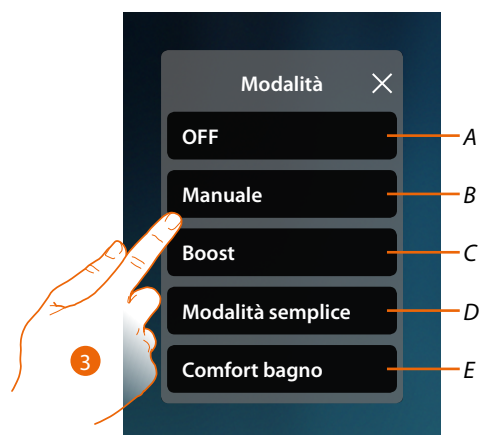 Modalità
OFF A
Manuale B
Boost C
Modalità semplice D
3
Comfort bagno E